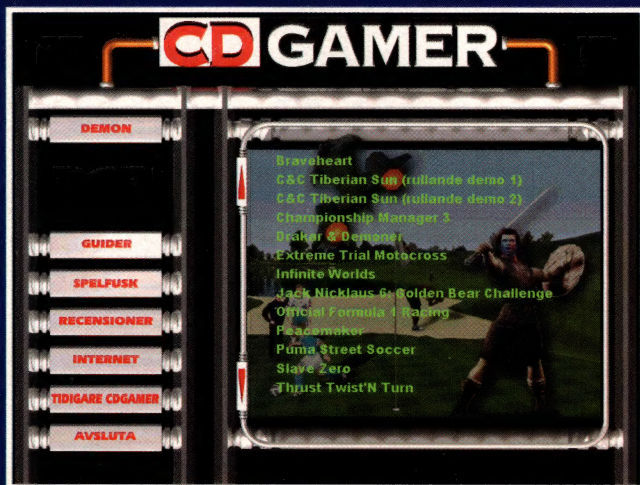 CD GAMER
DEMON
GUIDER
SPELFUSK
RECENSIONER
INTERNET
TIDIGARE CDGAMER
AVSLUTA
Braveheart
C&C Tiberian Sun (rullande demo 1)
C&C Tiberian Sun (rullande demo 2)
Championship Manager 3
Drakar & Demoner
Extreme Trial Motocross
Infinite Worlds
Jack Nicklaus 6: Golden Bear Challenge
Official Formula 1 Racing
Peacemaker
Puma Street Soccer
Slave Zero
Thrust Twist'N Turn